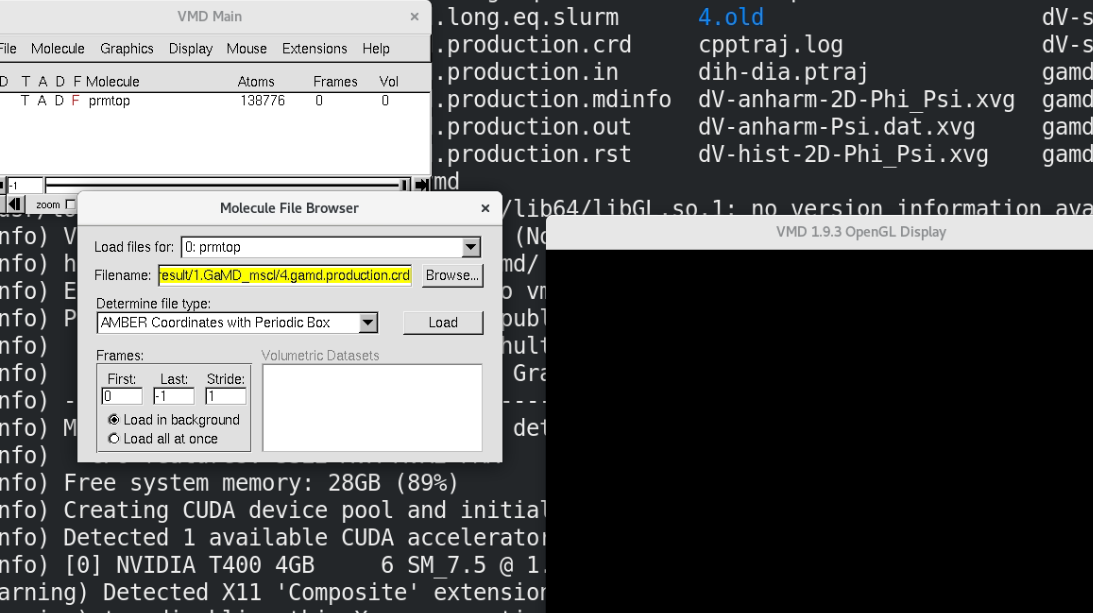 VMD Main
File Molecule Graphics Display Mouse Extensions Help
D T A D F Molecule Atoms Frames Vol
T A D F prmtop 138776 0 0
-1
zoom
.long.eq.slurm 4.old dV-s
.production.crd cpptraj.log dV-s
.production.in dih-dia.ptraj gamd
.production.mdinfo dV-anharm-2D-Phi_Psi.xvg gamd
.production.out dV-anharm-Psi.dat.xvg gamd
.production.rst dV-hist-2D-Phi_Psi.xvg gamd
md
/lib64/libGL.so.1: no version information ava
Molecule File Browser
Load files for: 0: prmtop
Filename: result/1.GaMD_mscl/4.gamd.production.crd Browse...
Determine file type:
AMBER Coordinates with Periodic Box Load
Frames: Volumetric Datasets
First: Last: Stride:
0 -1 1
Load in background
Load all at once
VMD 1.9.3 OpenGL Display
nfo) V (No
nfo) h md/
nfo) E o vm
nfo) P publ
nfo) hult
nfo) Gra
nfo) -
nfo) M det
nfo)
nfo) Free system memory: 28GB (89%)
nfo) Creating CUDA device pool and initial
nfo) Detected 1 available CUDA accelerator
nfo) [0] NVIDIA T400 4GB 6 SM_7.5 @ 1.
arning) Detected X11 'Composite' extension